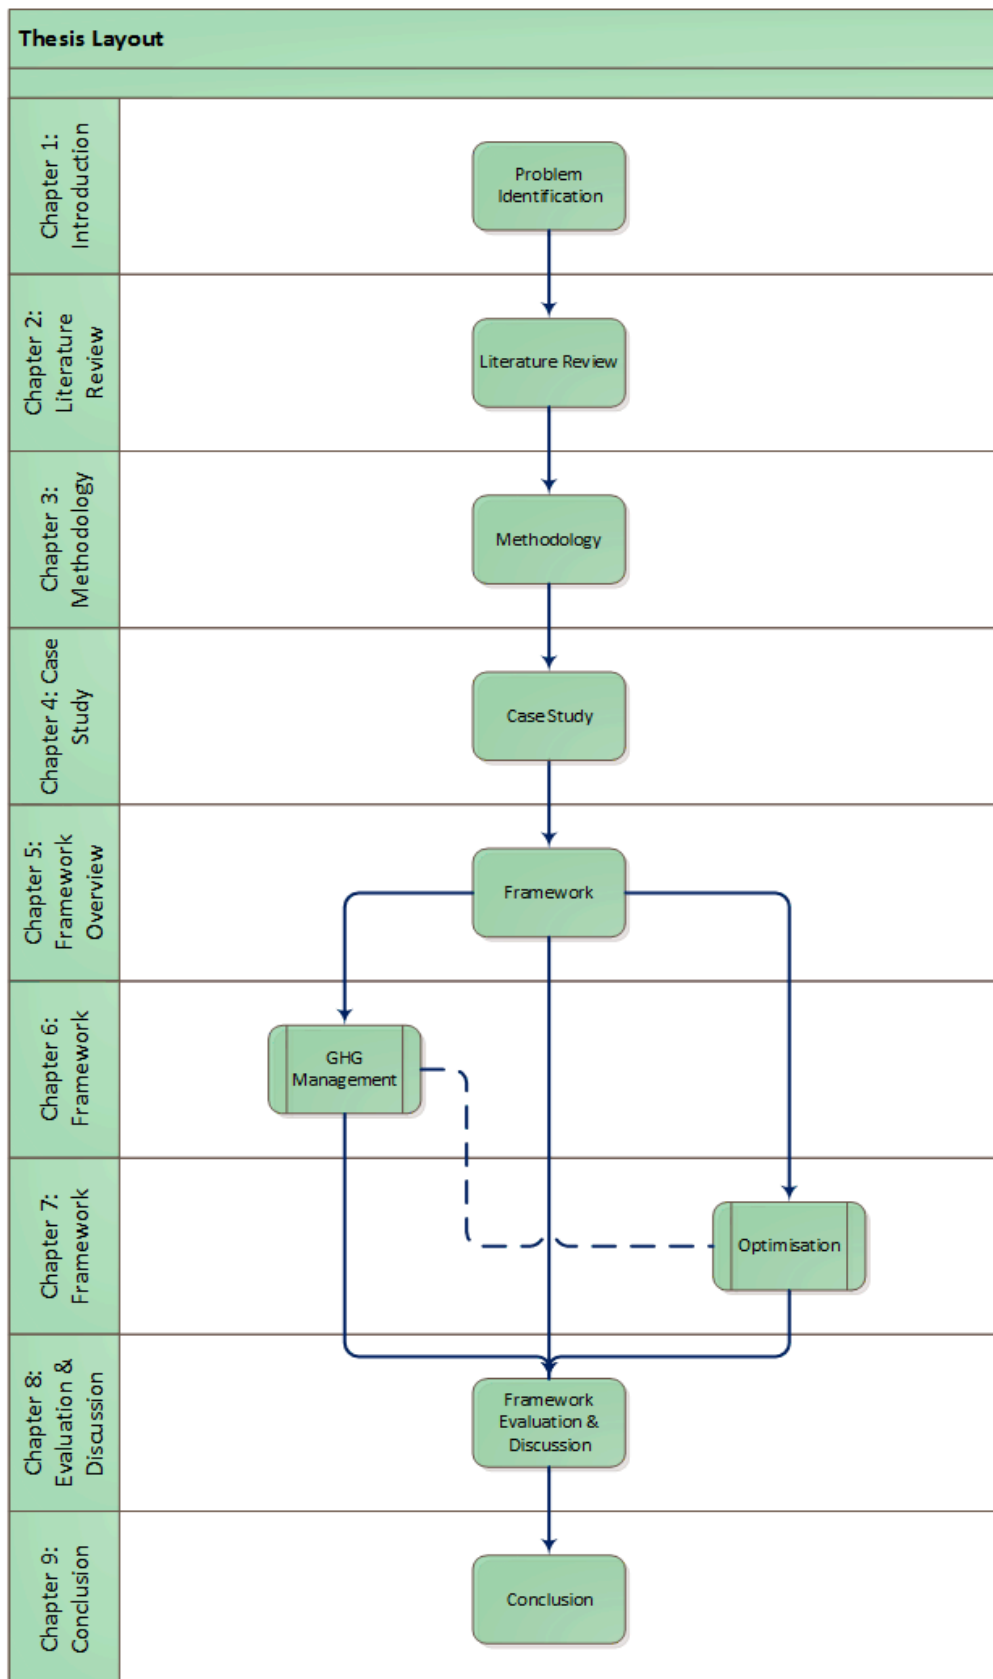 Thesis Layout
Chapter 1:
Introduction
Problem
Identification
Chapter 2:
Literature
Review
Literature Review
Chapter 3:
Methodology
Methodology
Chapter 4: Case
Study
Case Study
Chapter 5:
Framework
Overview
Framework
Chapter 6:
Framework
GHG
Management
Chapter 7:
Framework
Optimisation
Chapter 8:
Evaluation &
Discussion
Framework
Evaluation &
Discussion
Chapter 9:
Conclusion
Conclusion